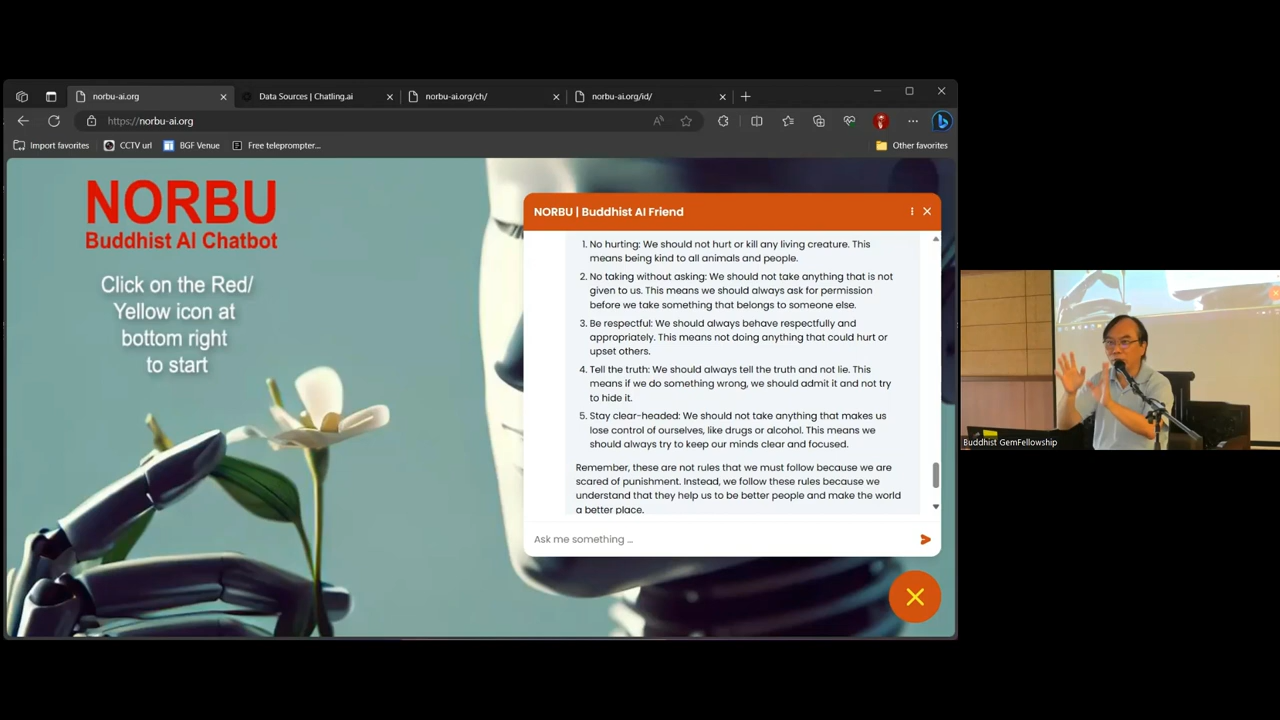 norbu-ai.org
Data Sources | Chatling.ai
norbu-ai.org/ch/
norbu-ai.org/id/
https://norbu-ai.org
Import favorites
CCTV url
BGF Venue
Free teleprompter...
Other favorites
NORBU
Buddhist AI Chatbot
Click on the Red/
Yellow icon at
bottom right
to start
NORBU | Buddhist AI Friend
1. No hurting: We should not hurt or kill any living creature. This
means being kind to all animals and people.
2. No taking without asking: We should not take anything that is not
given to us. This means we should always ask for permission
before we take something that belongs to someone else.
3. Be respectful: We should always behave respectfully and
appropriately. This means not doing anything that could hurt or
upset others.
4. Tell the truth: We should always tell the truth and not lie. This
means if we do something wrong, we should admit it and not try
to hide it.
5. Stay clear-headed: We should not take anything that makes us
lose control of ourselves, like drugs or alcohol. This means we
should always try to keep our minds clear and focused.
Remember, these are not rules that we must follow because we are
scared of punishment. Instead, we follow these rules because we
understand that they help us to be better people and make the world
a better place.
Ask me something ...
Buddhist GemFellowship